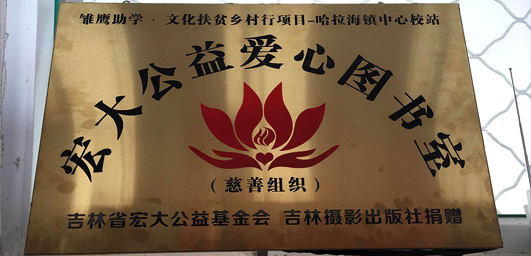 雏鹰助学·文化扶贫乡村行项目-哈拉海镇中心校站
宏大公益爱心图书室
（慈善组织）
吉林省宏大公益基金会 吉林摄影出版社捐赠